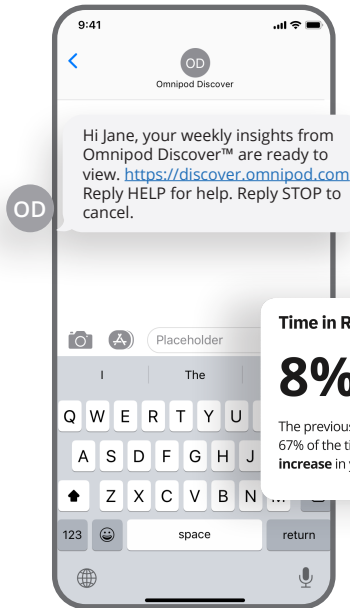 9:41
OD
Omnipod Discover
Hi Jane, your weekly insights from
Omnipod Discover™ are ready to
view. https://discover.omnipod.com
Reply HELP for help. Reply STOP to
cancel.
OD
Placeholder
Time in R
8%
The previous
67% of the ti
increase in
I The
Q W E R T Y U
A S D F G H J
Z X C V B N
123 space return